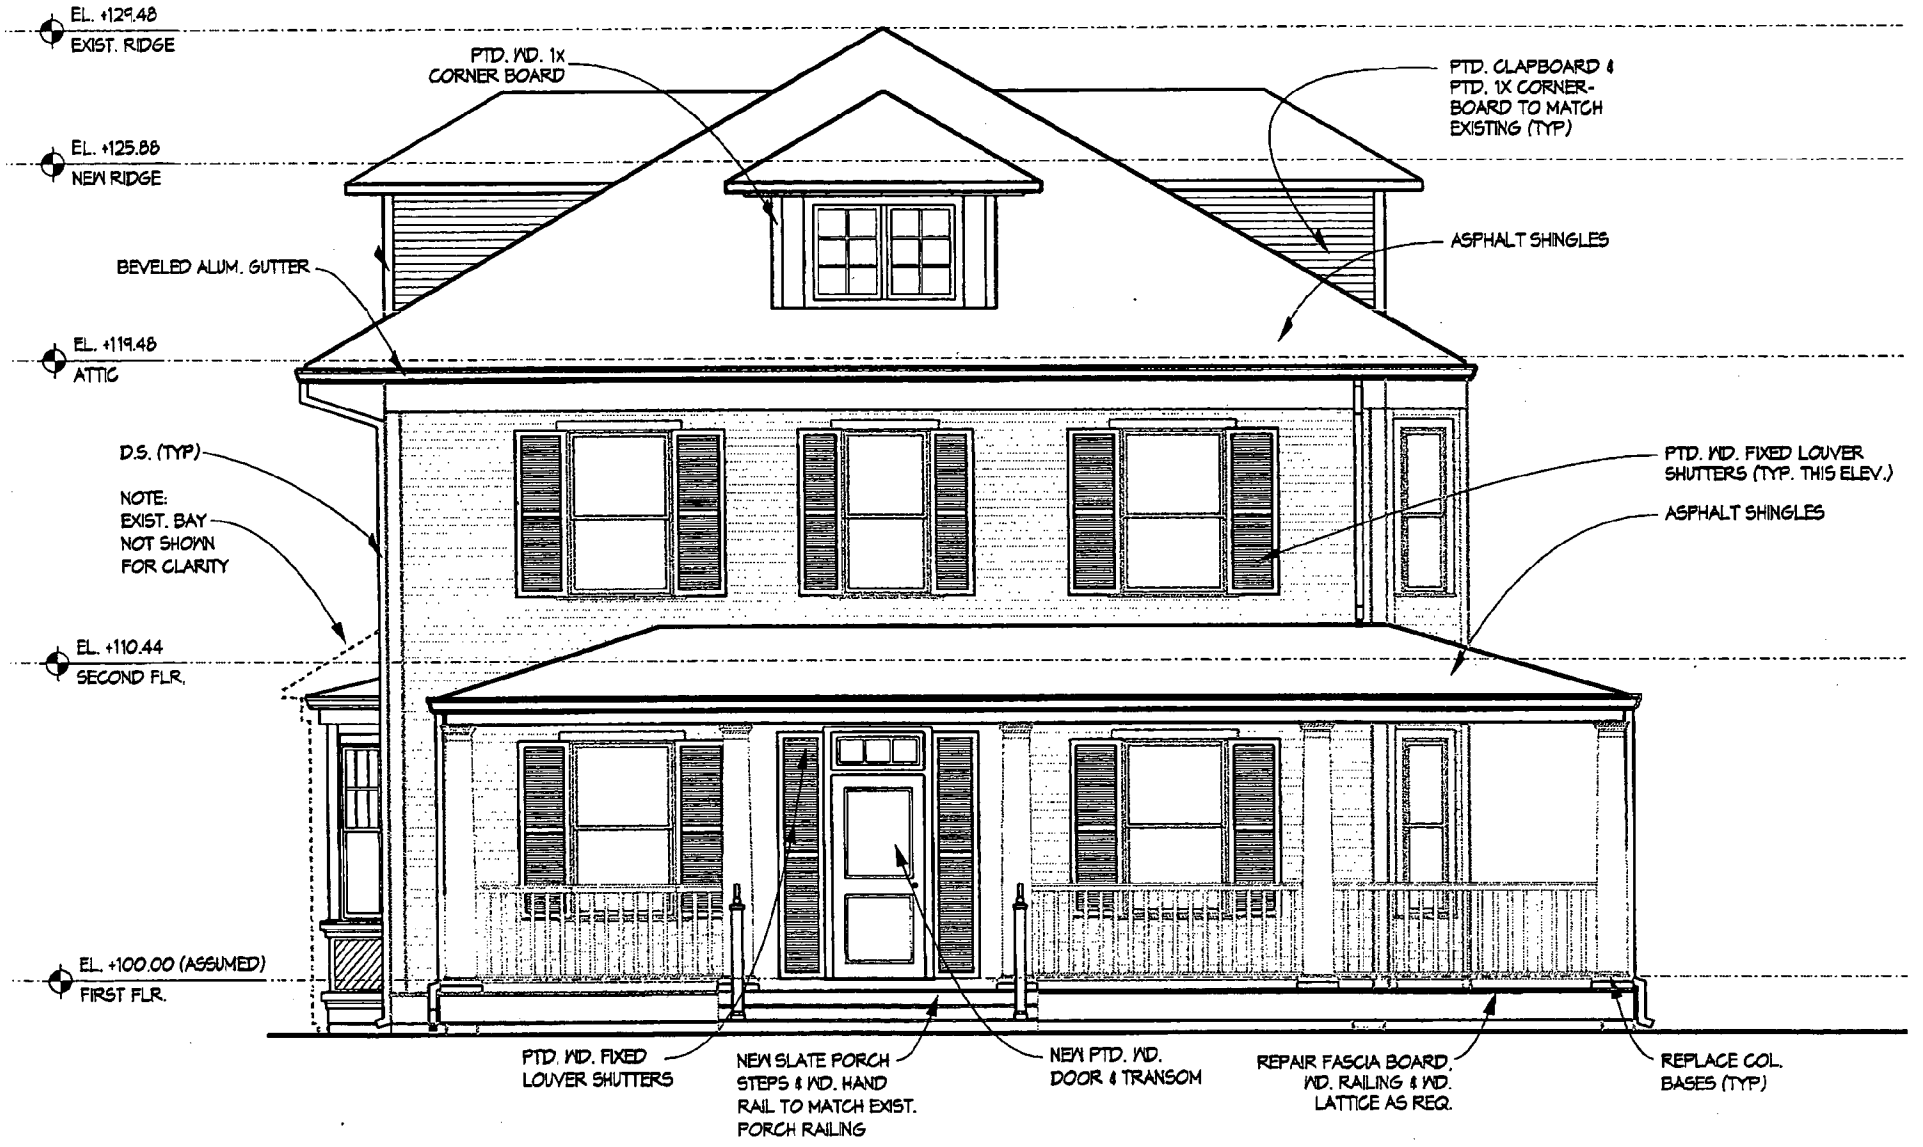 EL. +129.48
EXIST. RIDGE
PTD. WD. 1X
CORNER BOARD
PTD. CLAPBOARD &
PTD. 1X CORNER-
BOARD TO MATCH
EXISTING (TYP)
EL. +125.88
NEW RIDGE
ASPHALT SHINGLES
BEVELED ALUM. GUTTER
EL. +119.48
ATTIC
D.S. (TYP)
NOTE:
EXIST. BAY
NOT SHOWN
FOR CLARITY
PTD. WD. FIXED LOUVER
SHUTTERS (TYP. THIS ELEV.)
ASPHALT SHINGLES
EL. +110.44
SECOND FLR.
EL. +100.00 (ASSUMED)
FIRST FLR.
PTD. WD. FIXED
LOUVER SHUTTERS
NEW SLATE PORCH
STEPS & WD. HAND
RAIL TO MATCH EXIST.
PORCH RAILING
NEW PTD. WD.
DOOR & TRANSOM
REPAIR FASCIA BOARD,
WD. RAILING & WD.
LATTICE AS REQ.
REPLACE COL.
BASES (TYP)